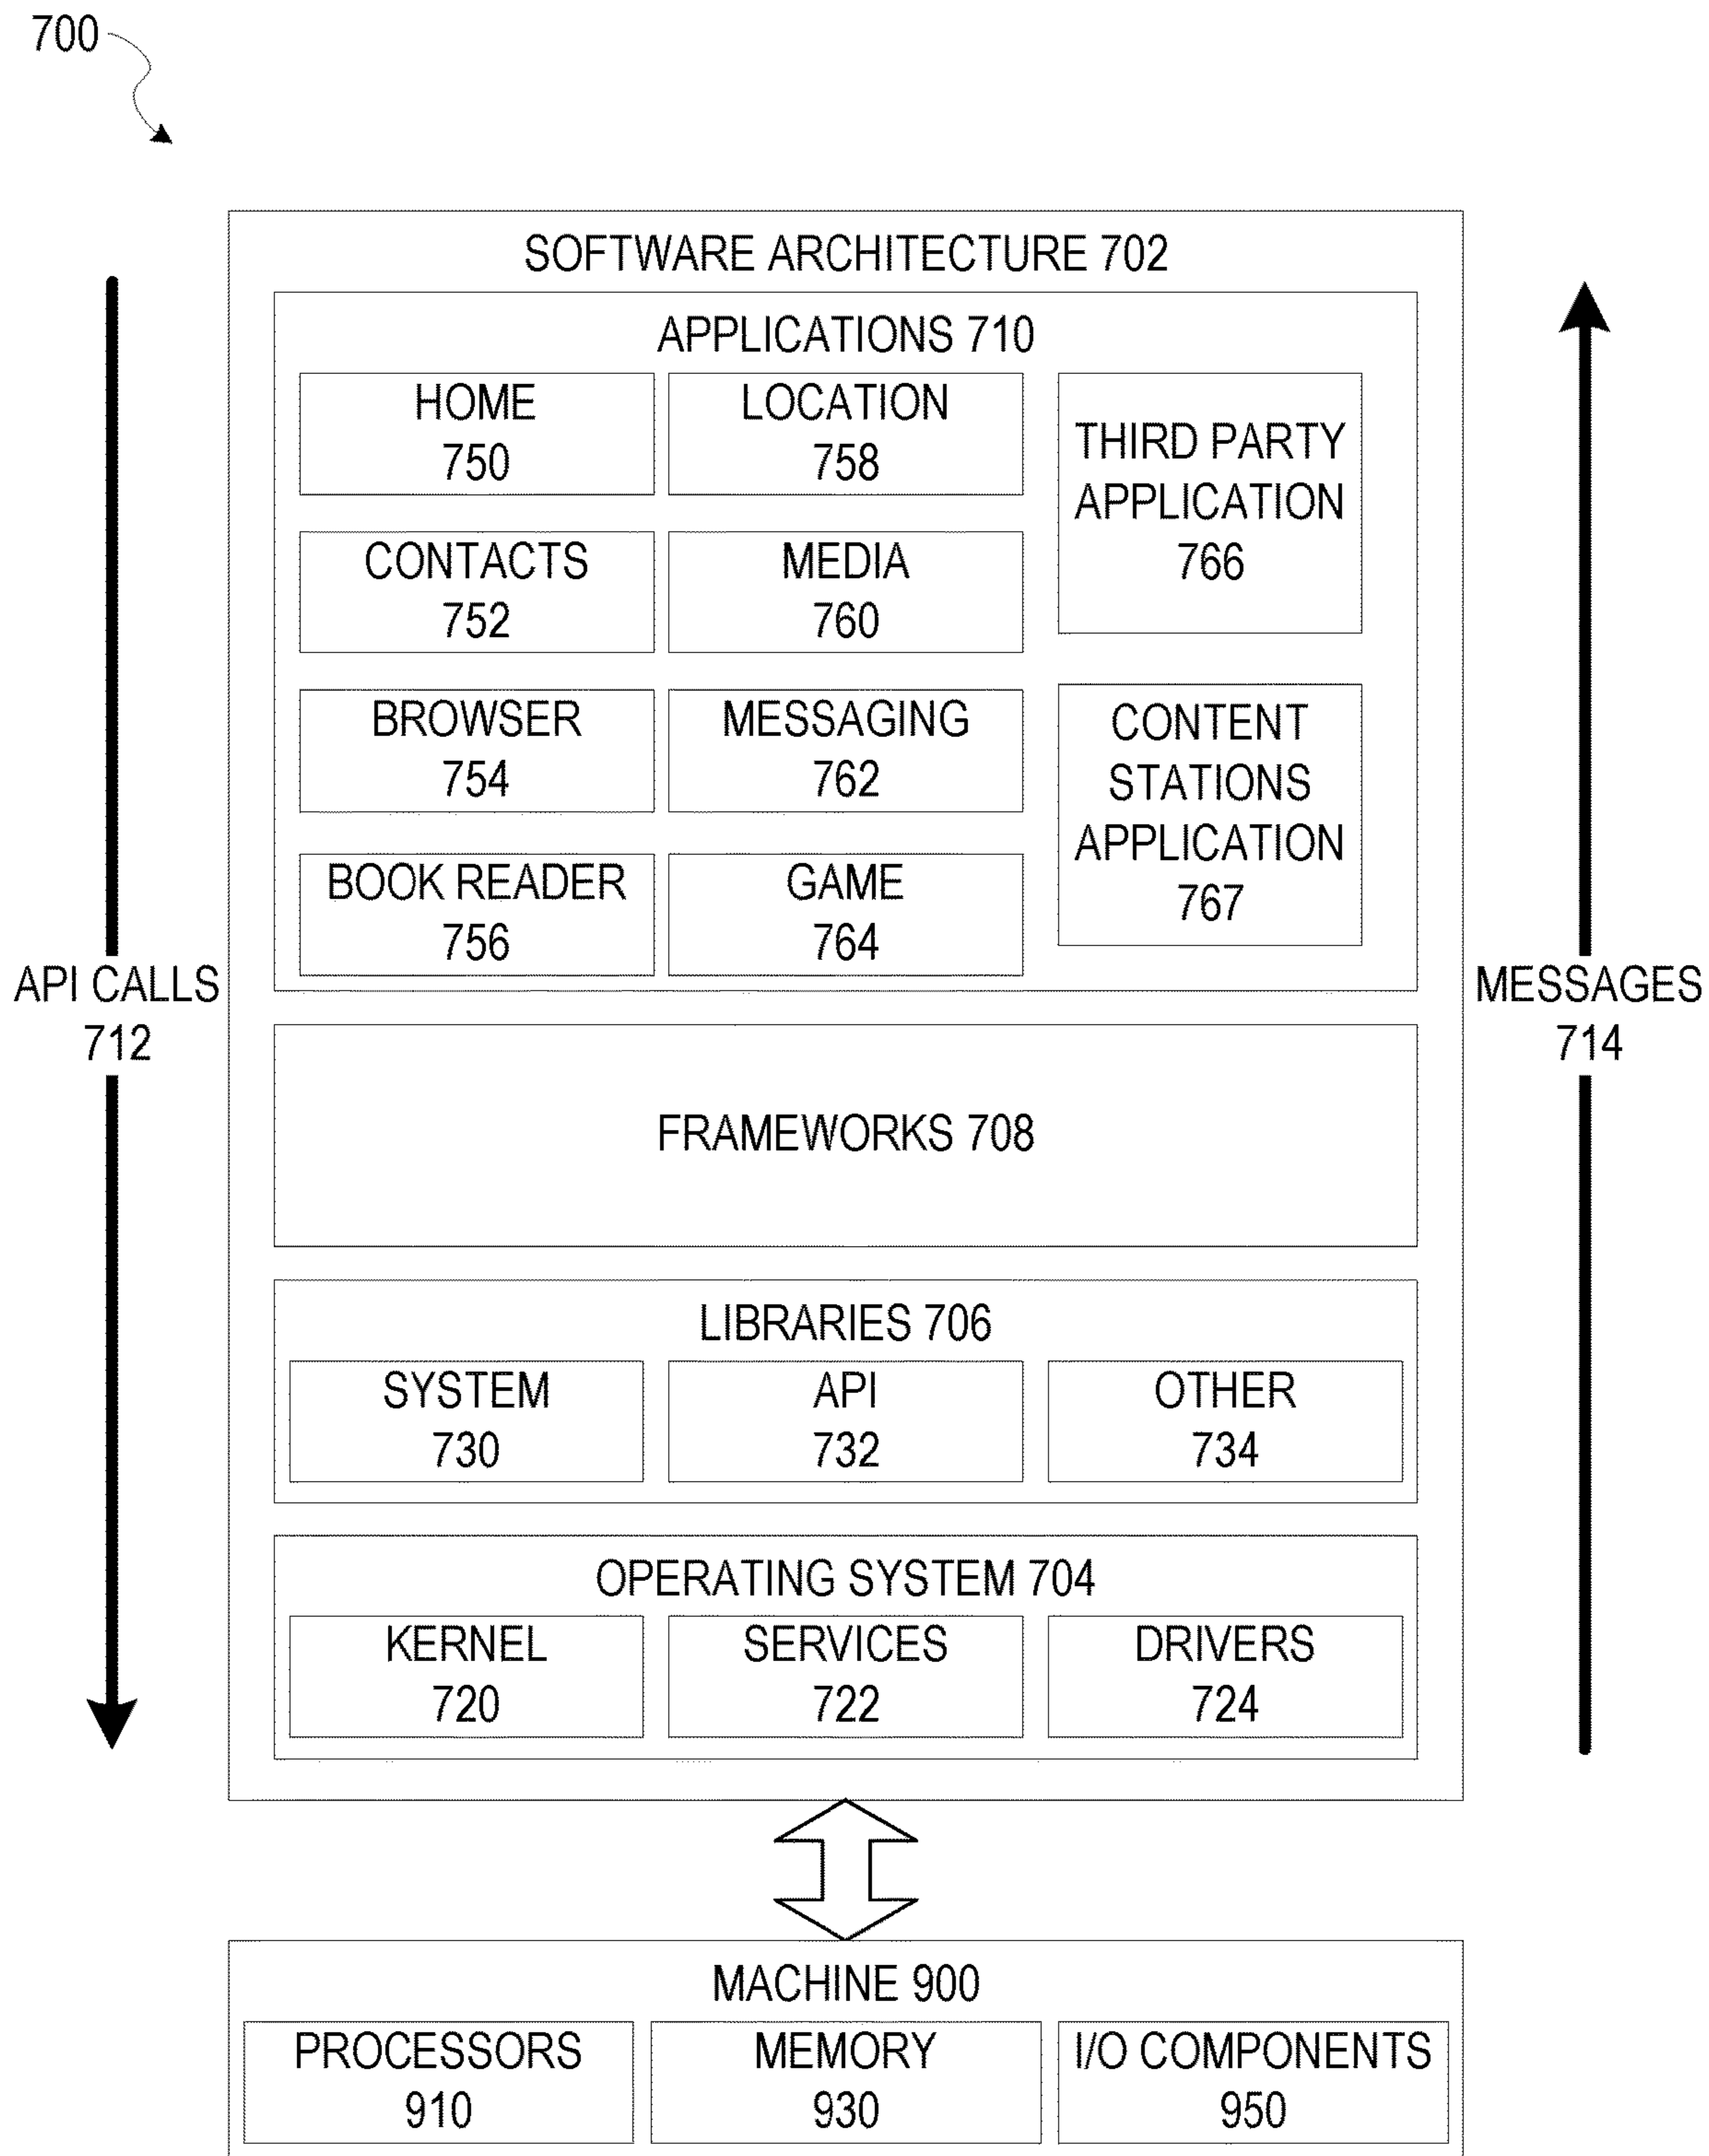 700
SOFTWARE ARCHITECTURE 702
APPLICATIONS 710
HOME
750
LOCATION
758
THIRD PARTY
APPLICATION
766
CONTACTS
752
MEDIA
760
BROWSER
754
MESSAGING
762
CONTENT
STATIONS
APPLICATION
767
BOOK READER
756
GAME
764
API CALLS
712
MESSAGES
714
FRAMEWORKS 708
LIBRARIES 706
SYSTEM
730
API
732
OTHER
734
OPERATING SYSTEM 704
KERNEL
720
SERVICES
722
DRIVERS
724
MACHINE 900
PROCESSORS
910
MEMORY
930
I/O COMPONENTS
950